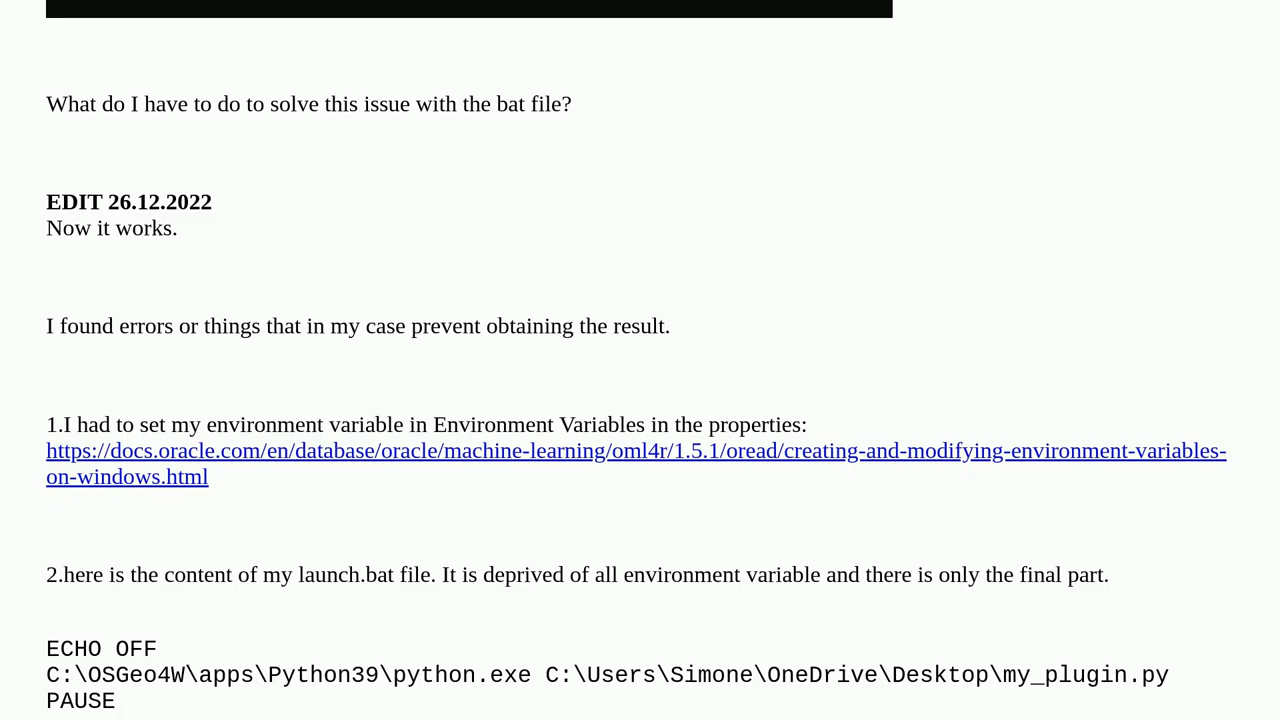 What do I have to do to solve this issue with the bat file?
EDIT 26.12.2022
Now it works.
I found errors or things that in my case prevent obtaining the result.
1.I had to set my environment variable in Environment Variables in the properties:
https://docs.oracle.com/en/database/oracle/machine-learning/oml4r/1.5.1/oread/creating-and-modifying-environment-variables-
on-windows.html
2.here is the content of my launch.bat file. It is deprived of all environment variable and there is only the final part.
ECHO OFF
C:\OSGeo4W\apps\Python39\python.exe C:\Users\Simone\OneDrive\Desktop\my_plugin.py
PAUSE